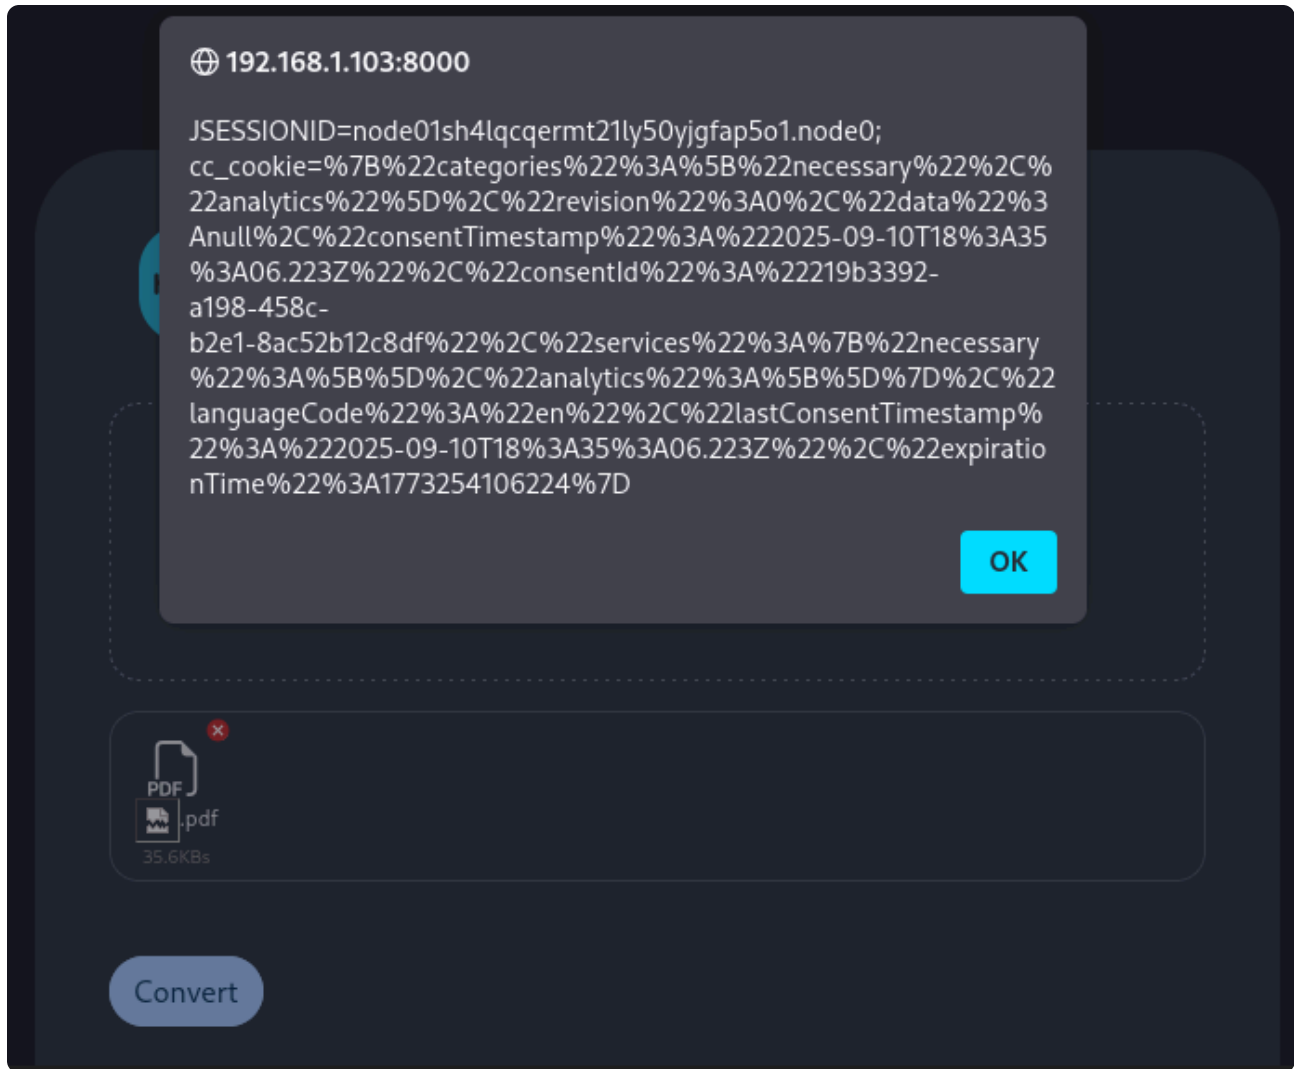 192.168.1.103:8000
JSESSIONID=node01sh4lqcqermt21ly50yjgfap5o1.node0;
cc_cookie=%7B%22categories%22%3A%5B%22necessary%22%2C%
22analytics%22%5D%2C%22revision%22%3A0%2C%22data%22%3
Anull%2C%22consentTimestamp%22%3A%222025-09-10T18%3A35
%3A06.223Z%22%2C%22consentId%22%3A%22219b3392-
a198-458c-
b2e1-8ac52b12c8df%22%2C%22services%22%3A%7B%22necessary
%22%3A%5B%5D%2C%22analytics%22%3A%5B%5D%7D%2C%22
languageCode%22%3A%22en%22%2C%22lastConsentTimestamp%
22%3A%222025-09-10T18%3A35%3A06.223Z%22%2C%22expiratio
nTime%22%3A1773254106224%7D
OK
PDF
.pdf
35.6KBs
Convert